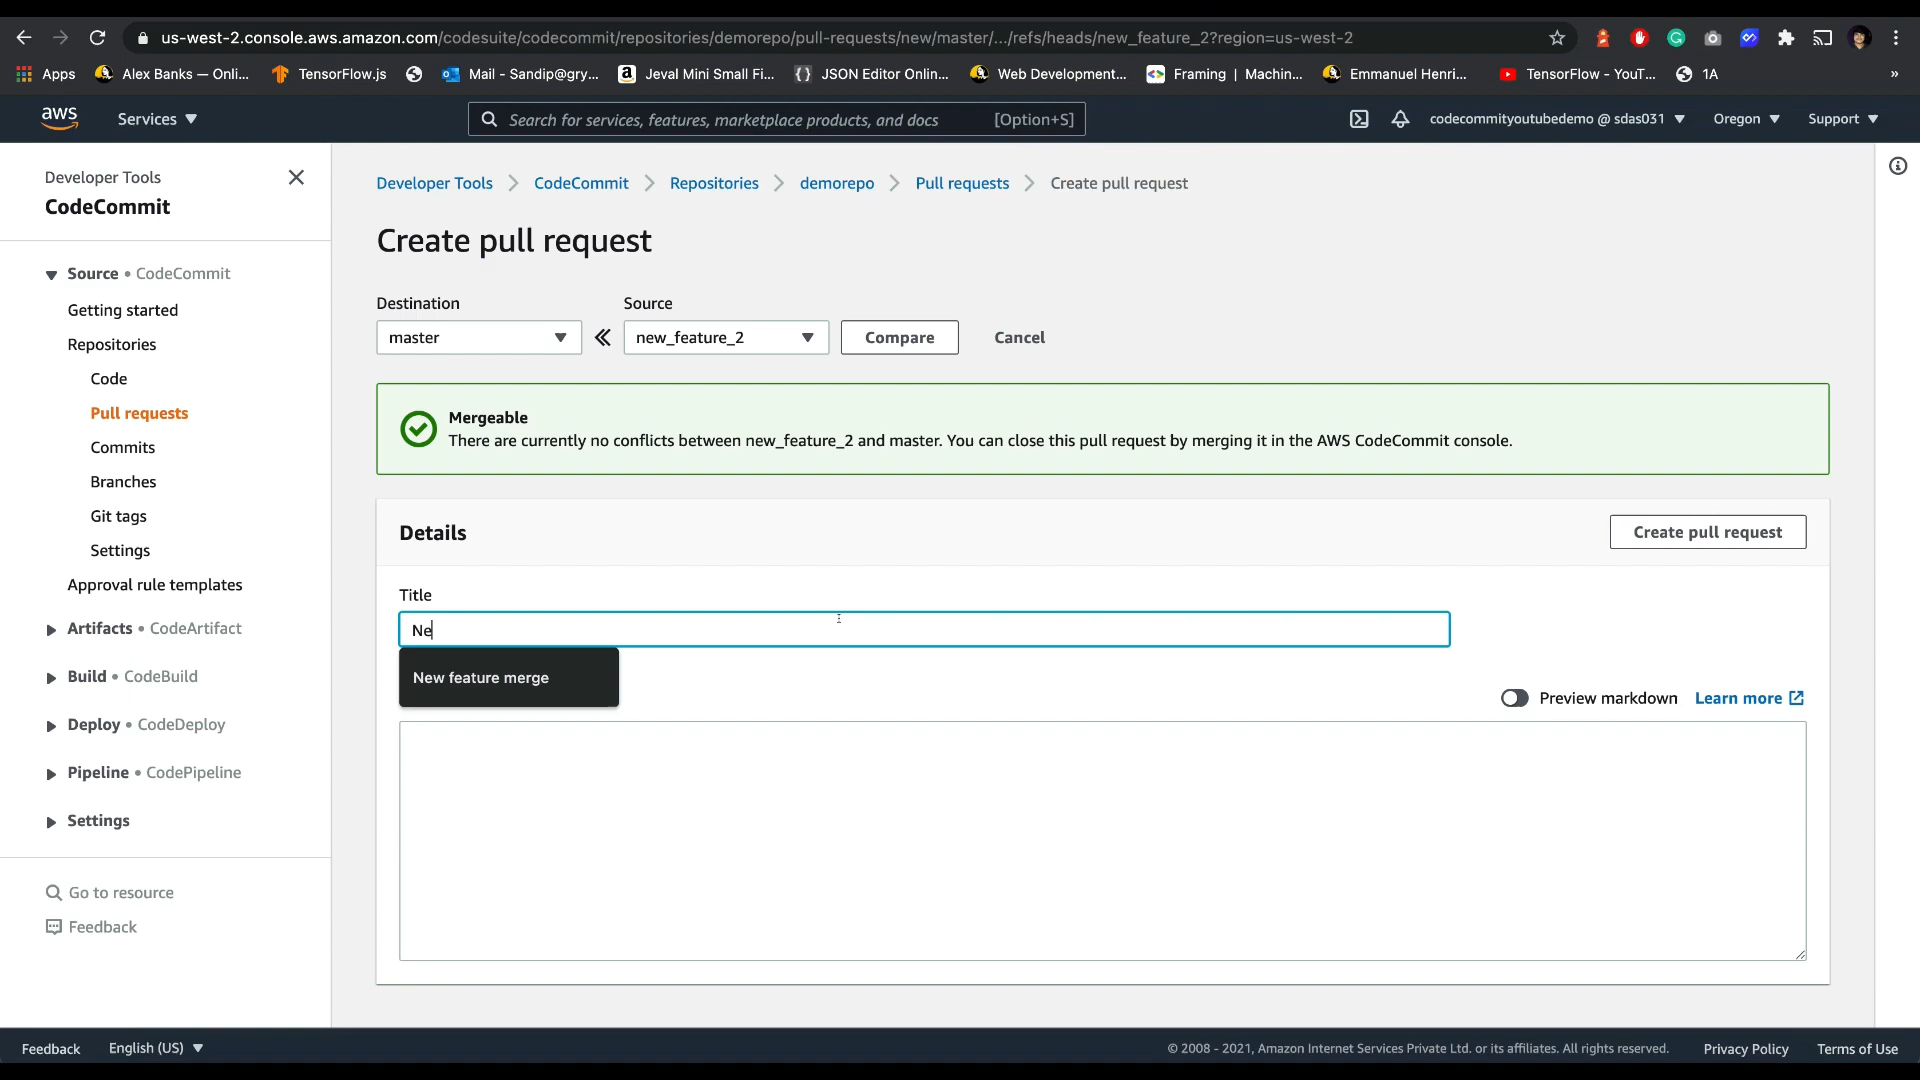 us-west-2.console.aws.amazon.com/codesuite/codecommit/repositories/demorepo/pull-requests/new/master/.../refs/heads/new_feature_2?region=us-west-2
Apps Alex Banks — Onli... TensorFlow.js Mail - Sandip@gry... Jeval Mini Small Fi... JSON Editor Onlin... Web Development... Framing | Machin... Emmanuel Henri... TensorFlow - YouT... 1A »
aws Services Search for services, features, marketplace products, and docs [Option+S] codecommityoutubedemo @ sdas031 Oregon Support
Developer Tools
CodeCommit
Source • CodeCommit
Getting started
Repositories
Code
Pull requests
Commits
Branches
Git tags
Settings
Approval rule templates
Artifacts • CodeArtifact
Build • CodeBuild
Deploy • CodeDeploy
Pipeline • CodePipeline
Settings
Go to resource
Feedback
Developer Tools CodeCommit Repositories demorepo Pull requests Create pull request
Create pull request
Destination Source
master new_feature_2 Compare Cancel
Mergeable
There are currently no conflicts between new_feature_2 and master. You can close this pull request by merging it in the AWS CodeCommit console.
Details Create pull request
Title
Ne
New feature merge
Preview markdown Learn more
Feedback English (US) © 2008 - 2021, Amazon Internet Services Private Ltd. or its affiliates. All rights reserved. Privacy Policy Terms of Use